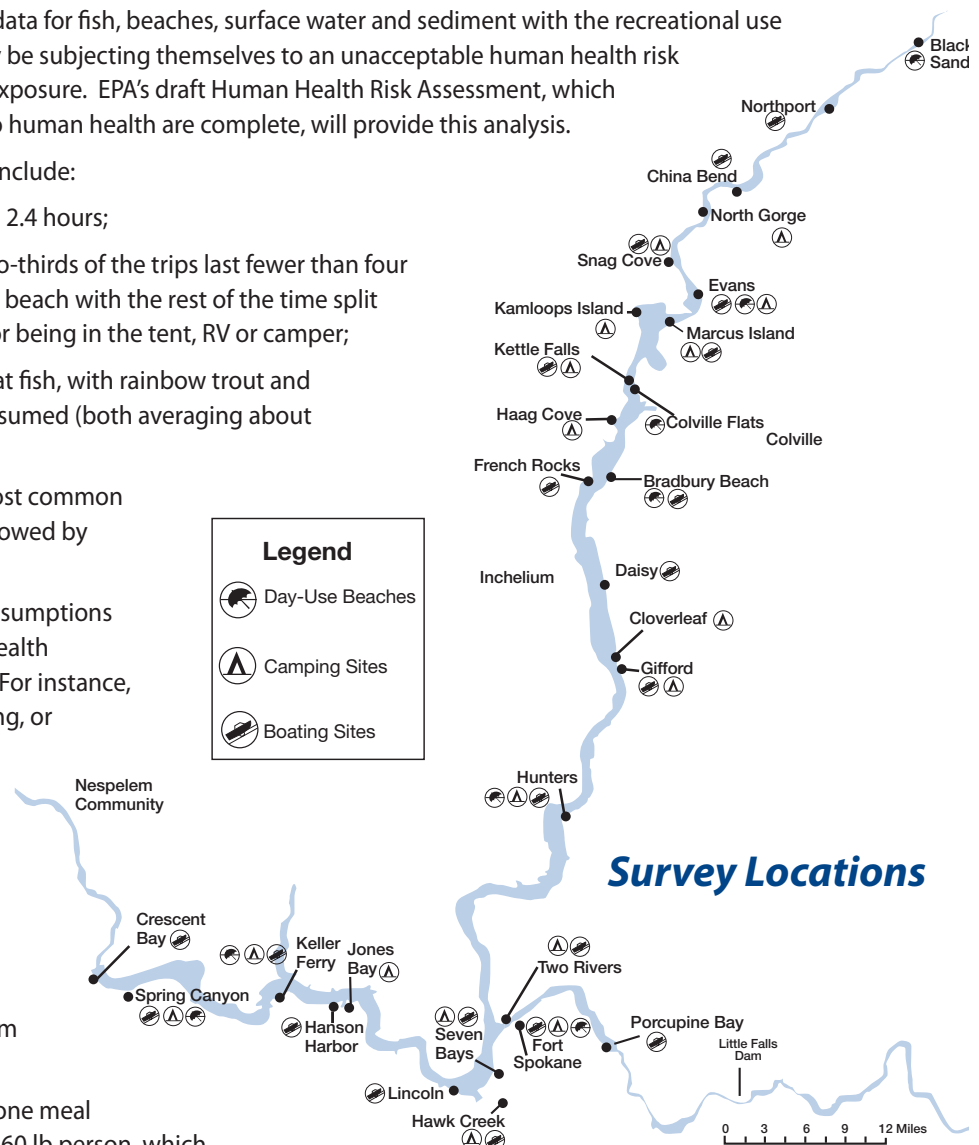 data for fish, beaches, surface water and sediment with the recreational use
be subjecting themselves to an unacceptable human health risk
exposure. EPA's draft Human Health Risk Assessment, which
human health are complete, will provide this analysis.
include:
2.4 hours;
o-thirds of the trips last fewer than four
beach with the rest of the time split
or being in the tent, RV or camper;
at fish, with rainbow trout and
sumed (both averaging about
ost common
owed by
sumptions
ealth
For instance,
ng, or
m
one meal
60 lb person, which
Legend
Day-Use Beaches
Camping Sites
Boating Sites
Survey Locations
Black
Sand
Northport
China Bend
North Gorge
Snag Cove
Evans
Kamloops Island
Marcus Island
Kettle Falls
Haag Cove
Colville Flats
Colville
French Rocks
Bradbury Beach
Inchelium
Daisy
Cloverleaf
Gifford
Hunters
Nespelem
Community
Crescent
Bay
Spring Canyon
Keller
Ferry
Jones
Bay
Hanson
Harbor
Two Rivers
Seven
Bays
Fort
Spokane
Porcupine Bay
Little Falls
Dam
Lincoln
Hawk Creek
0 3 6 9 12 Miles